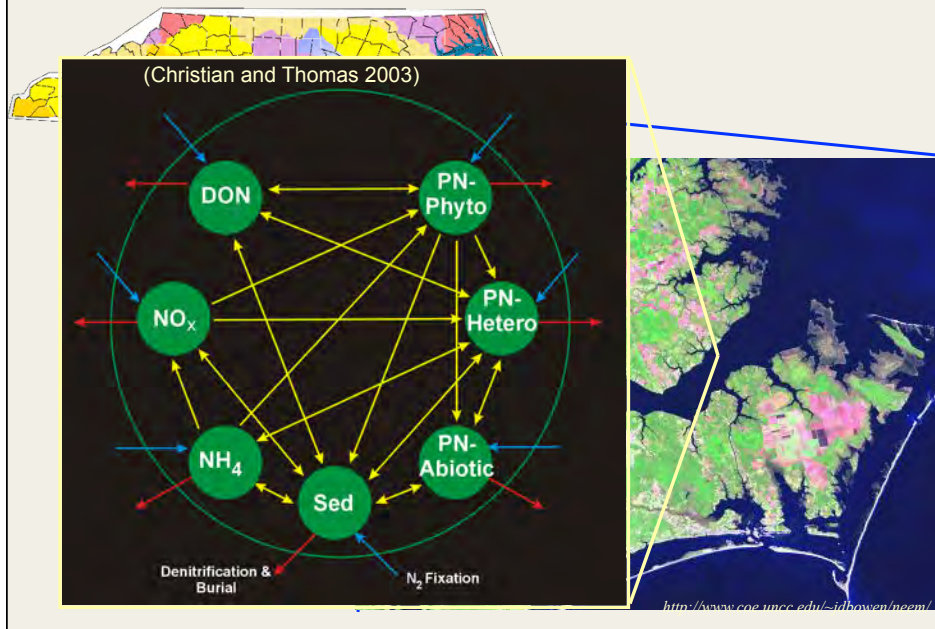 (Christian and Thomas 2003)
DON
PN-
Phyto
NOx
PN-
Hetero
NH4
PN-
Abiotic
Sed
Denitrification &
Burial
N2 Fixation
http://www.coe.uncc.edu/~jdbowen/neem/